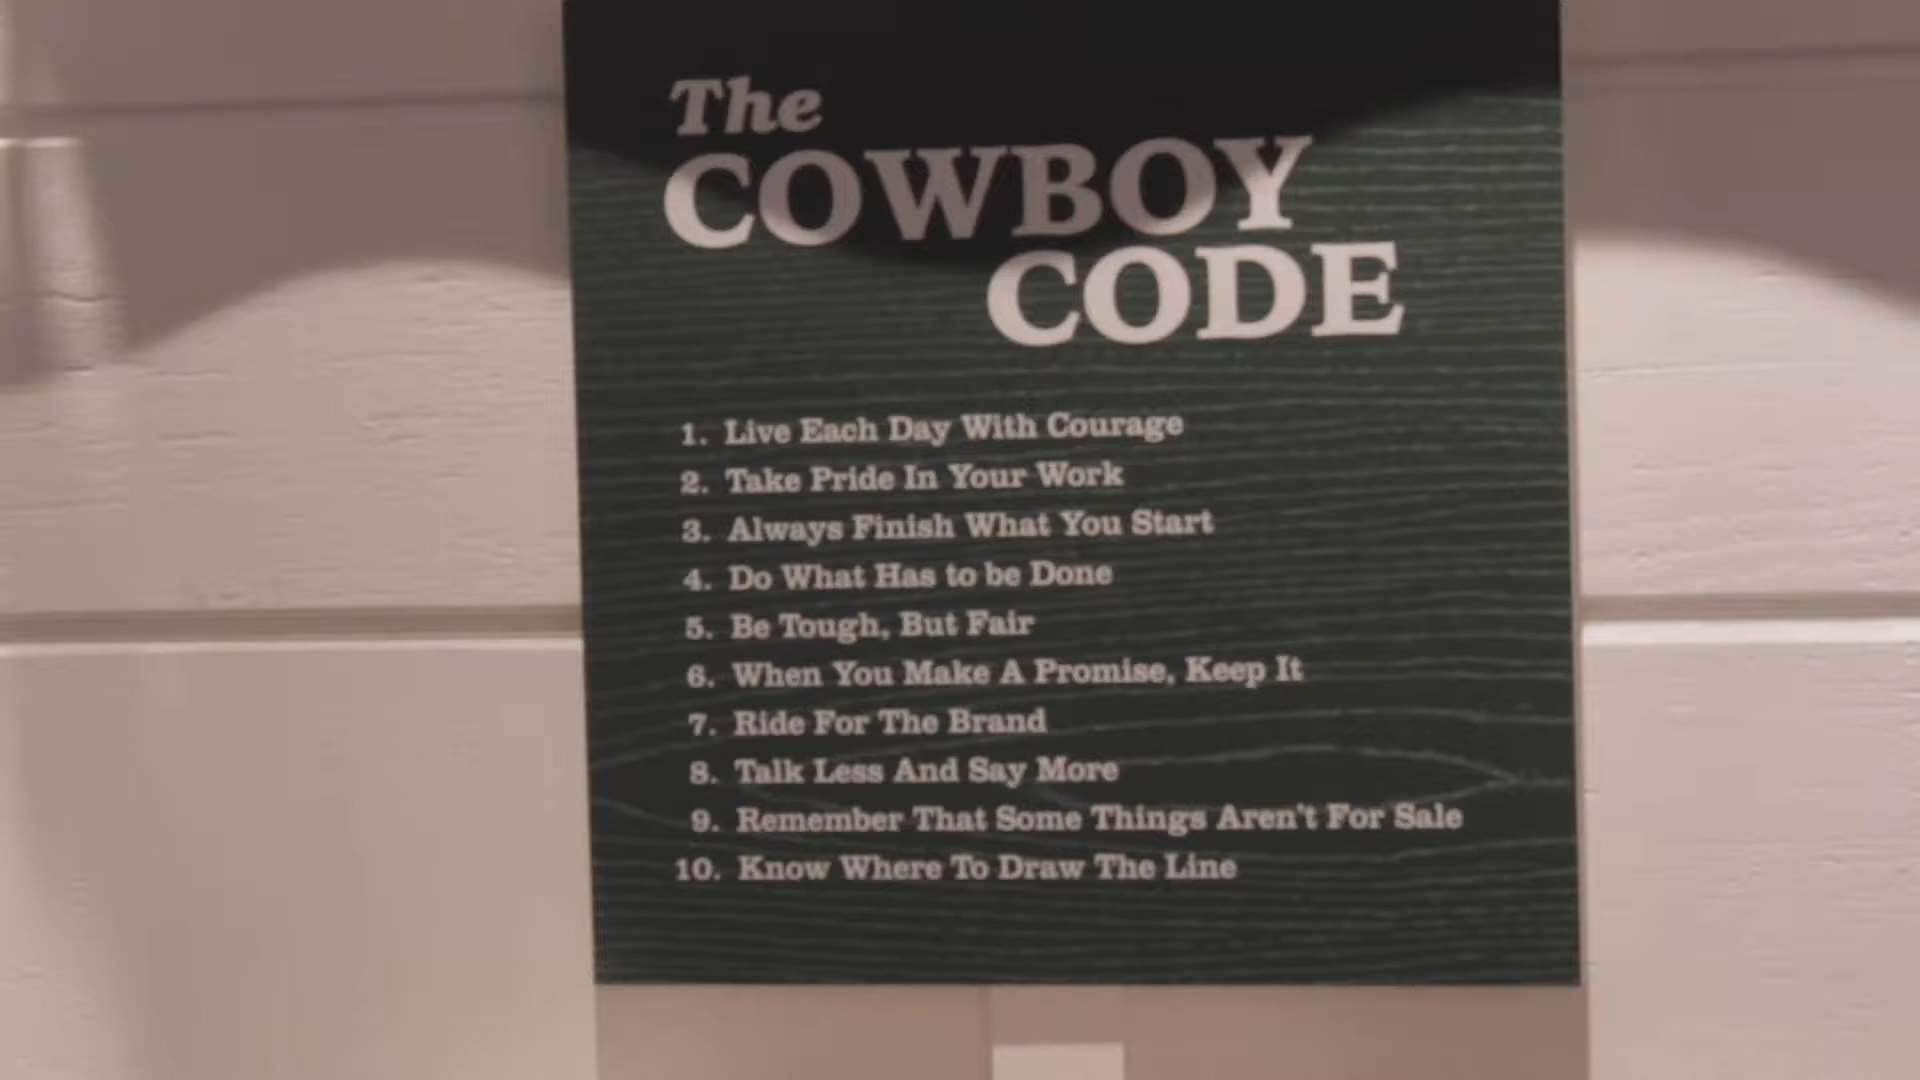 The
COWBOY
CODE
1. Live Each Day With Courage
2. Take Pride In Your Work
3. Always Finish What You Start
4. Do What Has to be Done
5. Be Tough, But Fair
6. When You Make A Promise, Keep It
7. Ride For The Brand
8. Talk Less And Say More
9. Remember That Some Things Aren't For Sale
10. Know Where To Draw The Line